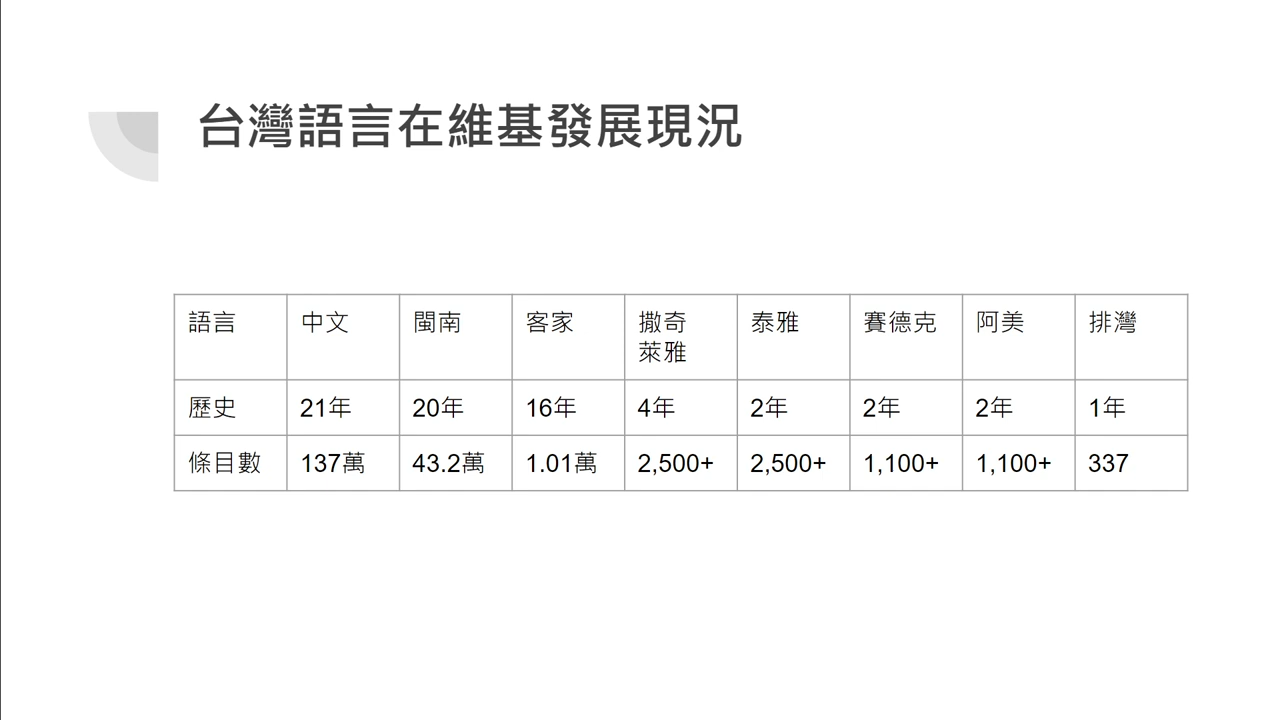 台灣語言在維基發展現況
語言 中文 閩南 客家 撒奇萊雅 泰雅 賽德克 阿美 排灣
歷史 21年 20年 16年 4年 2年 2年 2年 1年
條目數 137萬 43.2萬 1.01萬 2,500+ 2,500+ 1,100+ 1,100+ 337